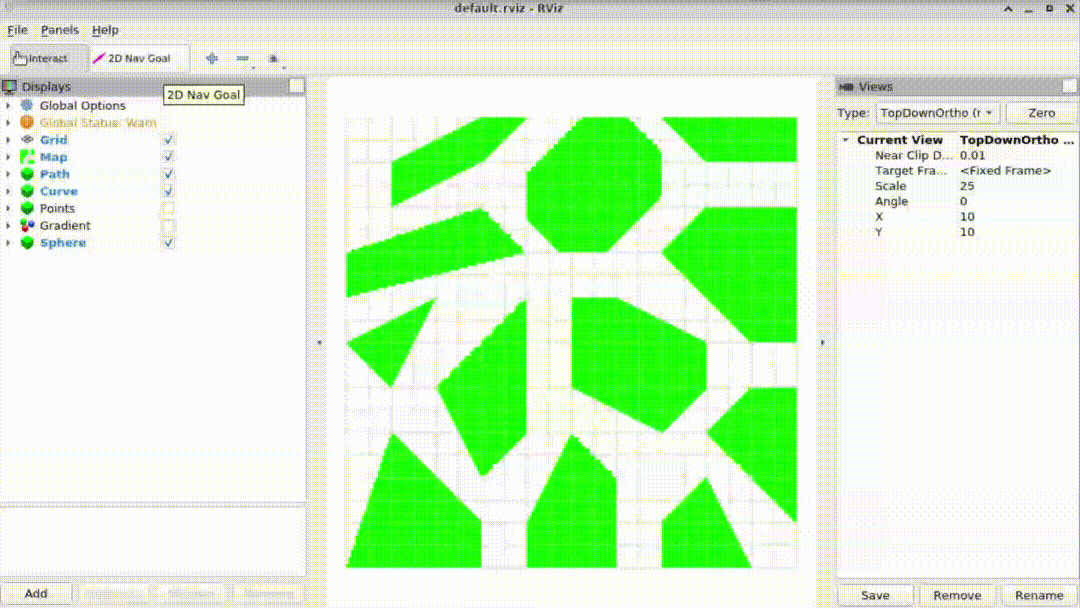 default.rviz - RViz
File Panels Help
Interact 2D Nav Goal
Displays
2D Nav Goal
Global Options
Global Status: Warn
Grid
Map
Path
Curve
Points
Gradient
Sphere
Add
Views
Type: TopDownOrtho (r Zero
Current View TopDownOrtho ...
Near Clip D... 0.01
Target Fra... <Fixed Frame>
Scale 25
Angle 0
X 10
Y 10
Save Remove Rename